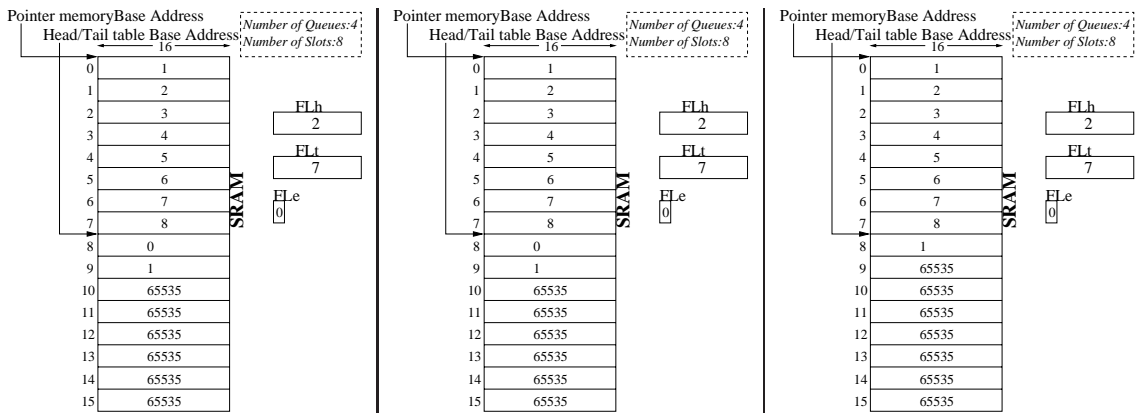 Pointer memoryBase Address
Head/Tail table Base Address
Number of Queues:4
Number of Slots:8
16
0 1
1 2
2 3
3 4
4 5
5 6
6 7
7 8
8 0
9 1
10 65535
11 65535
12 65535
13 65535
14 65535
15 65535
FLh
2
FLt
7
FLe
0
SRAM
Pointer memoryBase Address
Head/Tail table Base Address
Number of Queues:4
Number of Slots:8
16
0 1
1 2
2 3
3 4
4 5
5 6
6 7
7 8
8 0
9 1
10 65535
11 65535
12 65535
13 65535
14 65535
15 65535
FLh
2
FLt
7
FLe
0
SRAM
Pointer memoryBase Address
Head/Tail table Base Address
Number of Queues:4
Number of Slots:8
16
0 1
1 2
2 3
3 4
4 5
5 6
6 7
7 8
8 1
9 65535
10 65535
11 65535
12 65535
13 65535
14 65535
15 65535
FLh
2
FLt
7
FLe
0
SRAM